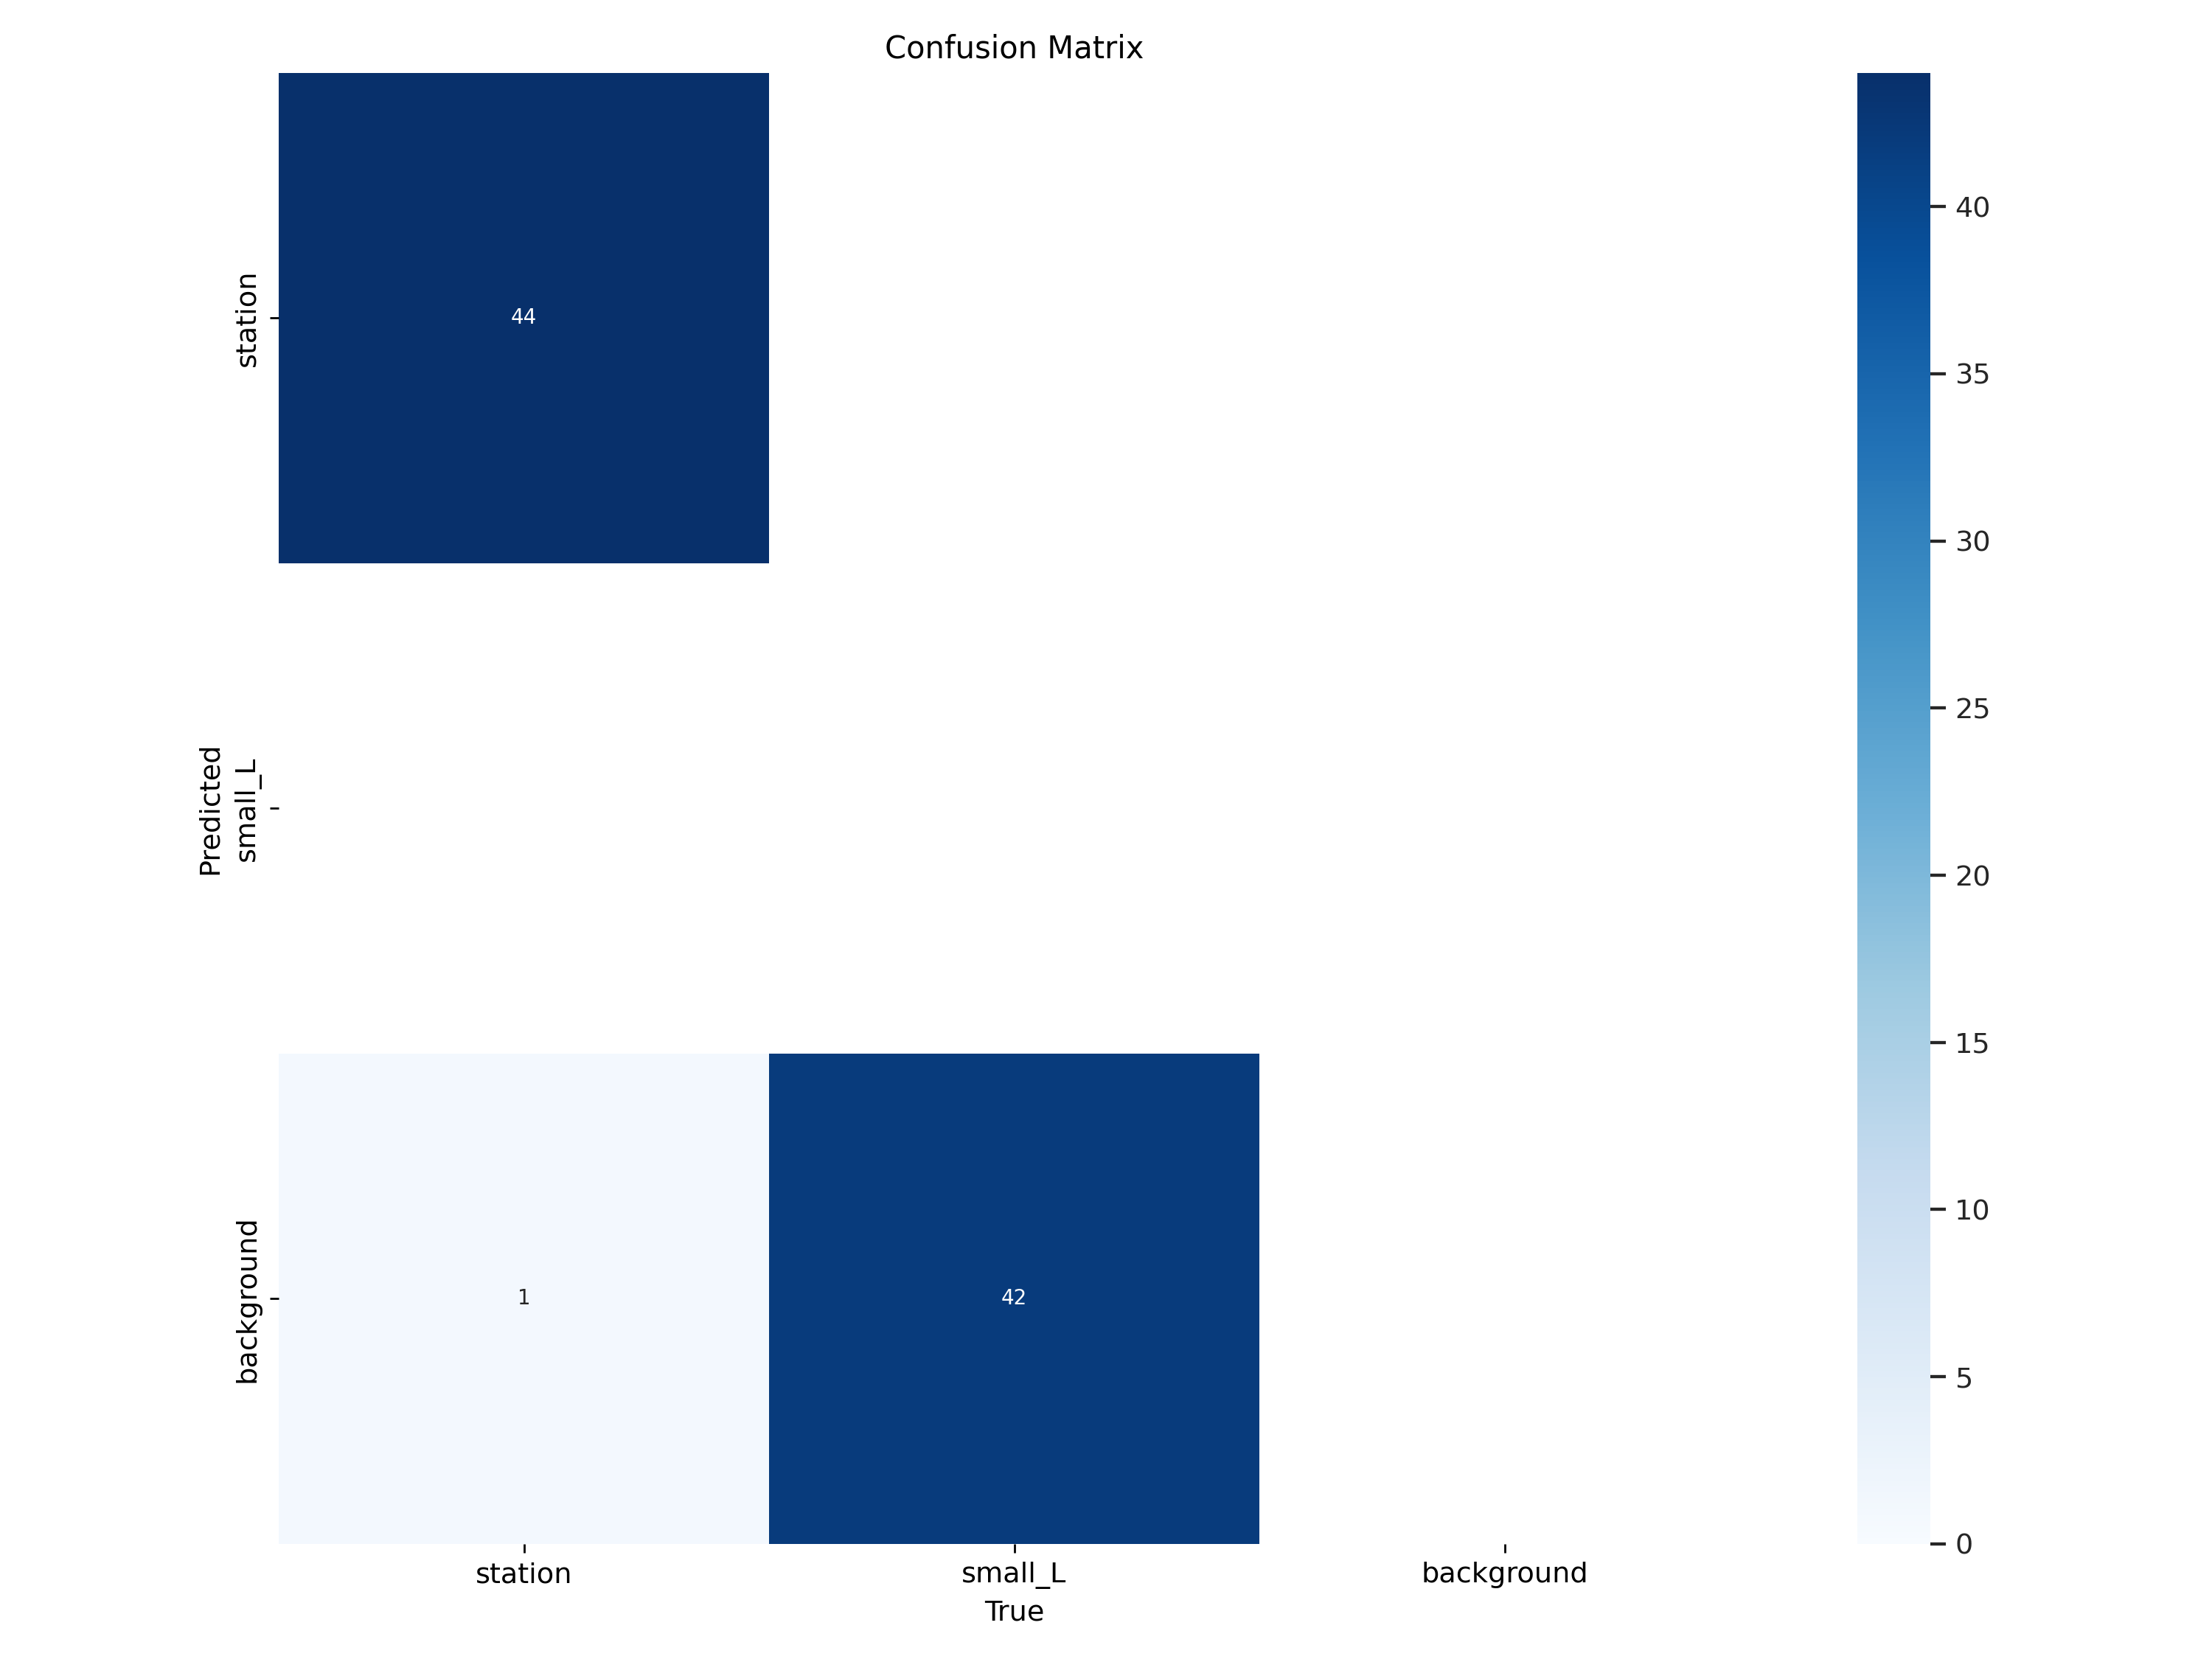 Confusion Matrix
station
44
Predicted
small_L
background
1
42
station
small_L
background
True
40
35
30
25
20
15
10
5
0